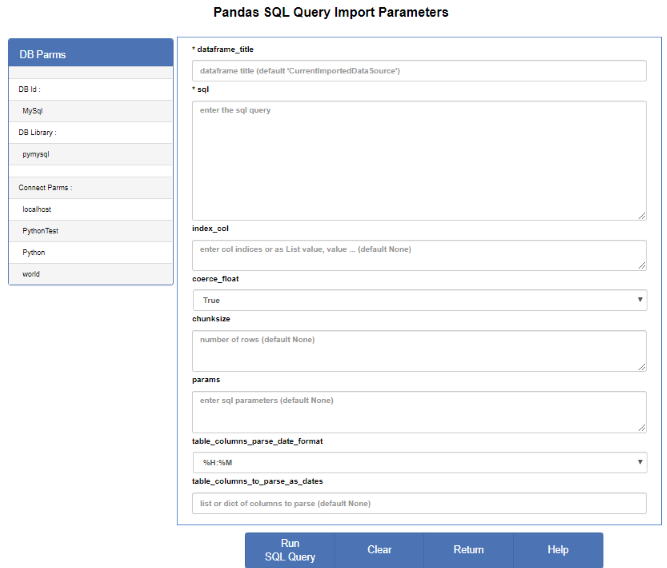 Pandas SQL Query Import Parameters
DB Parms
DB Id :
MySql
DB Library :
pymysql
Connect Parms :
localhost
PythonTest
Python
world
* dataframe_title
dataframe title (default 'CurrentImportedDataSource')
* sql
enter the sql query
index_col
enter col indices or as List value, value ... (default None)
coerce_float
True
chunksize
number of rows (default None)
params
enter sql parameters (default None)
table_columns_parse_date_format
%H:%M
table_columns_to_parse_as_dates
list or dict of columns to parse (default None)
Run
SQL Query
Clear
Return
Help